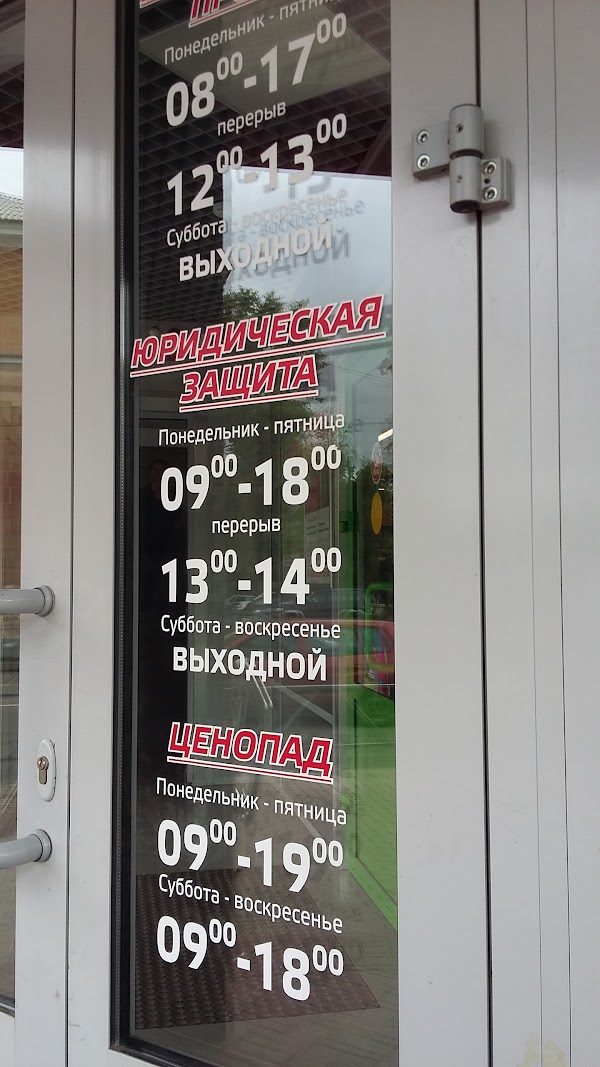 Понедельник - пятница
08⁰⁰-17⁰⁰
перерыв
12⁰⁰-13⁰⁰
Суббота - воскресенье
ВЫХОДНОЙ
ЮРИДИЧЕСКАЯ
ЗАЩИТА
Понедельник - пятница
09⁰⁰-18⁰⁰
перерыв
13⁰⁰-14⁰⁰
Суббота - воскресенье
ВЫХОДНОЙ
ЦЕНОПАД
Понедельник - пятница
09⁰⁰-19⁰⁰
Суббота - воскресенье
09⁰⁰-18⁰⁰